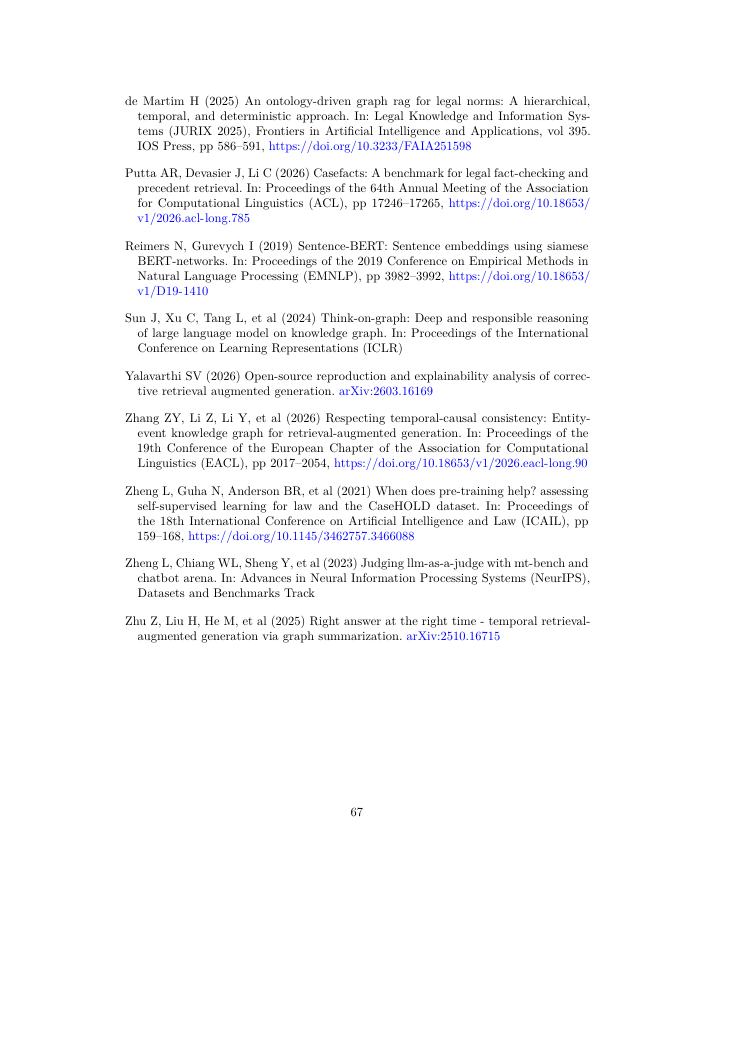 de Martim H (2025) An ontology-driven graph rag for legal norms: A hierarchical,
temporal, and deterministic approach. In: Legal Knowledge and Information Sys-
tems (JURIX 2025), Frontiers in Artificial Intelligence and Applications, vol 395.
IOS Press, pp 586–591, https://doi.org/10.3233/FAIA251598
Putta AR, Devasier J, Li C (2026) Casefacts: A benchmark for legal fact-checking and
precedent retrieval. In: Proceedings of the 64th Annual Meeting of the Association
for Computational Linguistics (ACL), pp 17246–17265, https://doi.org/10.18653/
v1/2026.acl-long.785
Reimers N, Gurevych I (2019) Sentence-BERT: Sentence embeddings using siamese
BERT-networks. In: Proceedings of the 2019 Conference on Empirical Methods in
Natural Language Processing (EMNLP), pp 3982–3992, https://doi.org/10.18653/
v1/D19-1410
Sun J, Xu C, Tang L, et al (2024) Think-on-graph: Deep and responsible reasoning
of large language model on knowledge graph. In: Proceedings of the International
Conference on Learning Representations (ICLR)
Yalavarthi SV (2026) Open-source reproduction and explainability analysis of correc-
tive retrieval augmented generation. arXiv:2603.16169
Zhang ZY, Li Z, Li Y, et al (2026) Respecting temporal-causal consistency: Entity-
event knowledge graph for retrieval-augmented generation. In: Proceedings of the
19th Conference of the European Chapter of the Association for Computational
Linguistics (EACL), pp 2017–2054, https://doi.org/10.18653/v1/2026.eacl-long.90
Zheng L, Guha N, Anderson BR, et al (2021) When does pre-training help? assessing
self-supervised learning for law and the CaseHOLD dataset. In: Proceedings of
the 18th International Conference on Artificial Intelligence and Law (ICAIL), pp
159–168, https://doi.org/10.1145/3462757.3466088
Zheng L, Chiang WL, Sheng Y, et al (2023) Judging llm-as-a-judge with mt-bench and
chatbot arena. In: Advances in Neural Information Processing Systems (NeurIPS),
Datasets and Benchmarks Track
Zhu Z, Liu H, He M, et al (2025) Right answer at the right time - temporal retrieval-
augmented generation via graph summarization. arXiv:2510.16715
67